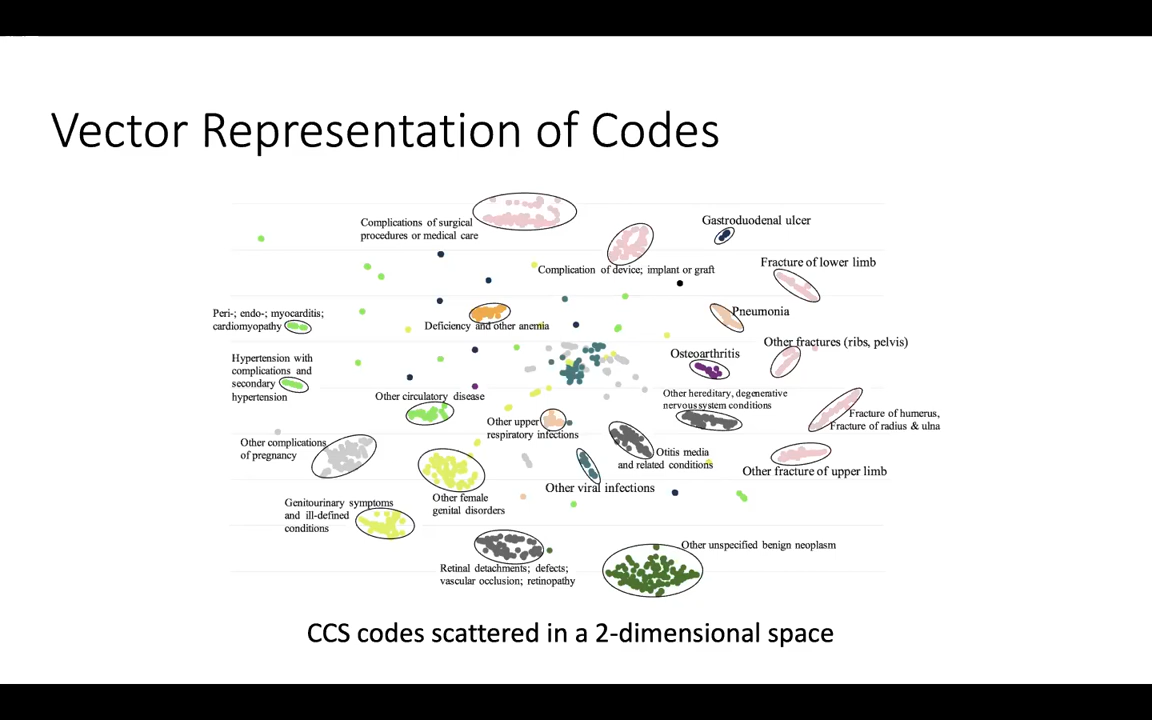 Vector Representation of Codes
Complications of surgical
procedures or medical care
Gastroduodenal ulcer
Complication of device; implant or graft
Fracture of lower limb
Peri-; endo-; myocarditis;
cardiomyopathy
Deficiency and other anemia
Pneumonia
Other fractures (ribs, pelvis)
Osteoarthritis
Hypertension with
complications and
secondary
hypertension
Other circulatory disease
Other hereditary, degenerative
nervous system conditions
Fracture of humerus,
Fracture of radius & ulna
Other upper
respiratory infections
Other complications
of pregnancy
Otitis media
and related conditions
Other fracture of upper limb
Other viral infections
Other female
genital disorders
Genitourinary symptoms
and ill-defined
conditions
Other unspecified benign neoplasm
Retinal detachments; defects;
vascular occlusion; retinopathy
CCS codes scattered in a 2-dimensional space